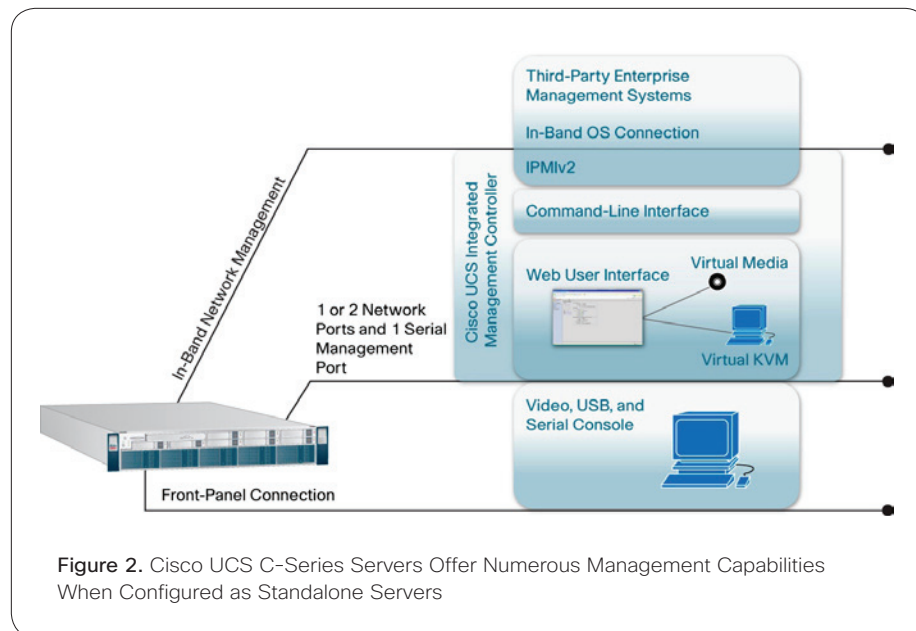 Third-Party Enterprise
Management Systems
In-Band OS Connection
IPMIv2
Command-Line Interface
Cisco UCS Integrated
Management Controller
Web User Interface
Virtual Media
Virtual KVM
In-Band Network Management
1 or 2 Network
Ports and 1 Serial
Management
Port
Video, USB, and
Serial Console
Front-Panel Connection
Figure 2. Cisco UCS C-Series Servers Offer Numerous Management Capabilities
When Configured as Standalone Servers